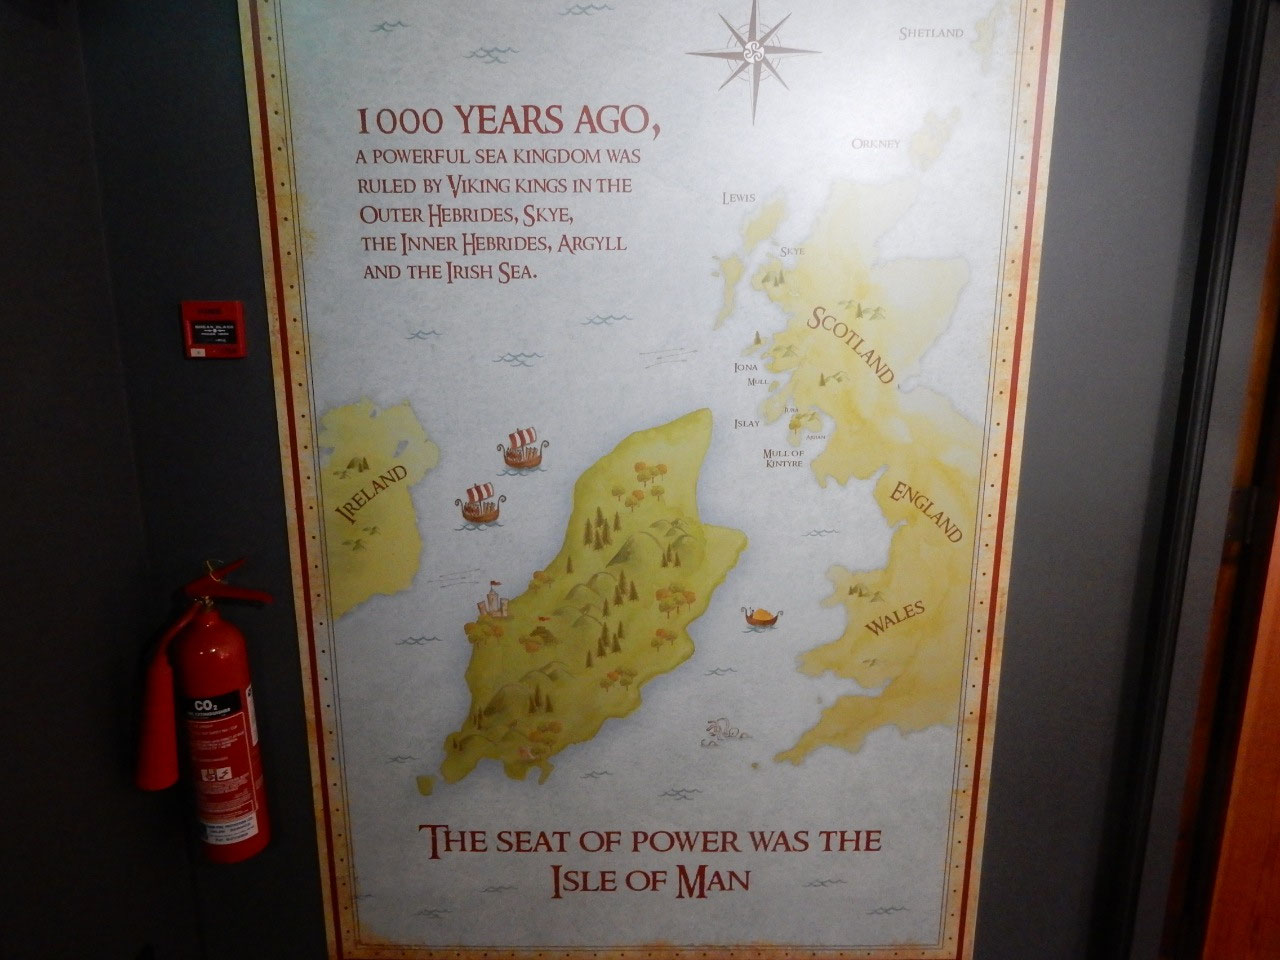 SHETLAND
1000 YEARS AGO,
A POWERFUL SEA KINGDOM WAS
RULED BY VIKING KINGS IN THE
OUTER HEBRIDES, SKYE,
THE INNER HEBRIDES, ARGYLL
AND THE IRISH SEA.
ORKNEY
LEWIS
SKYE
SCOTLAND
IONA
MULL
JURA
ISLAY
ARRAN
MULL OF
KINTYRE
IRELAND
ENGLAND
WALES
THE SEAT OF POWER WAS THE
ISLE OF MAN
CO2